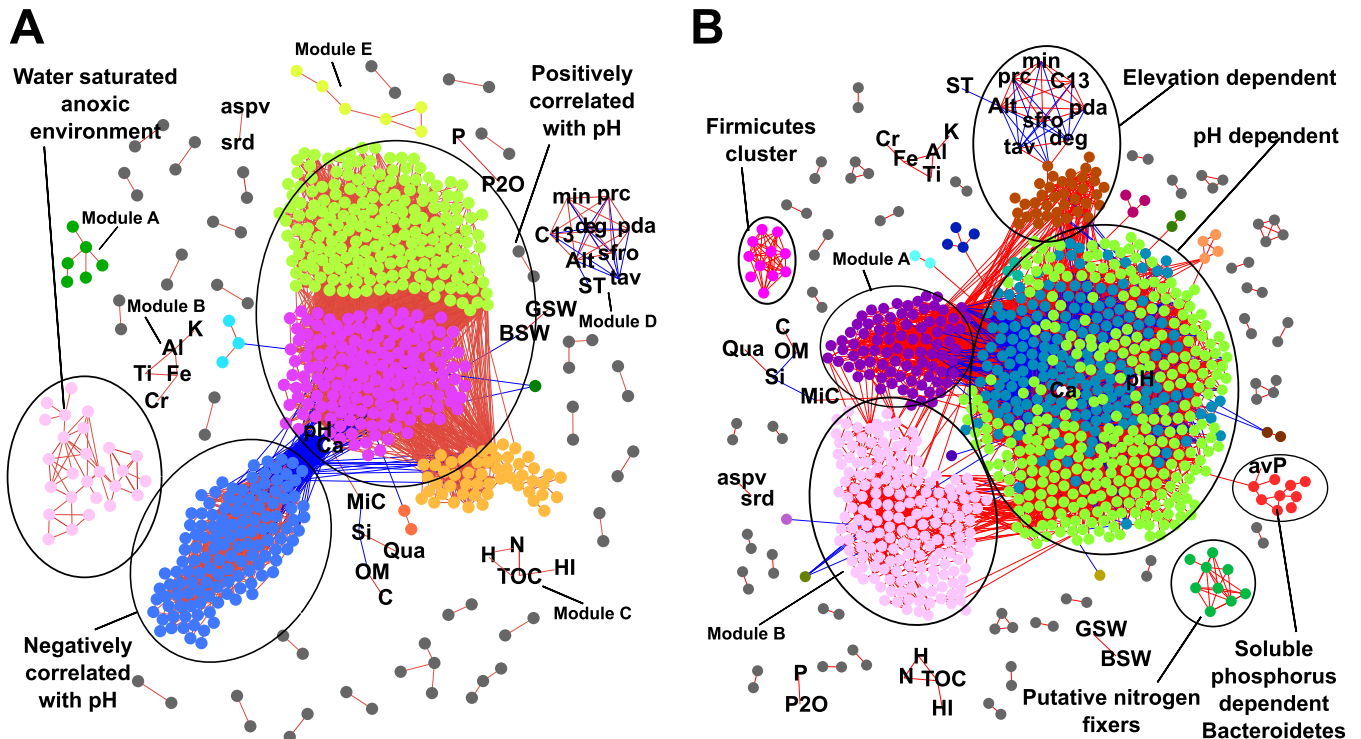 A
Module E
Water saturated
anoxic
environment
aspv
srd
Positively
correlated
with pH
P
P2O
min prc
C13 deg pda
Alt sfro
ST tav
Module D
Module A
Module B
K
Al
Ti Fe
Cr
GSW
BSW
pH
Ca
MiC
Si
Qua
OM
C
N
H
TOC HI
Module C
Negatively
correlated
with pH
B
min
prc C13
ST
Alt pda
sfro
tav deg
Elevation dependent
pH dependent
Firmicutes
cluster
Cr K
Fe Al
Ti
Module A
C
Qua OM
Si
MiC
Ca pH
aspv
srd
avP
Module B
P
P2O
H
N TOC
HI
GSW
BSW
Putative nitrogen
fixers
Soluble
phosphorus
dependent
Bacteroidetes